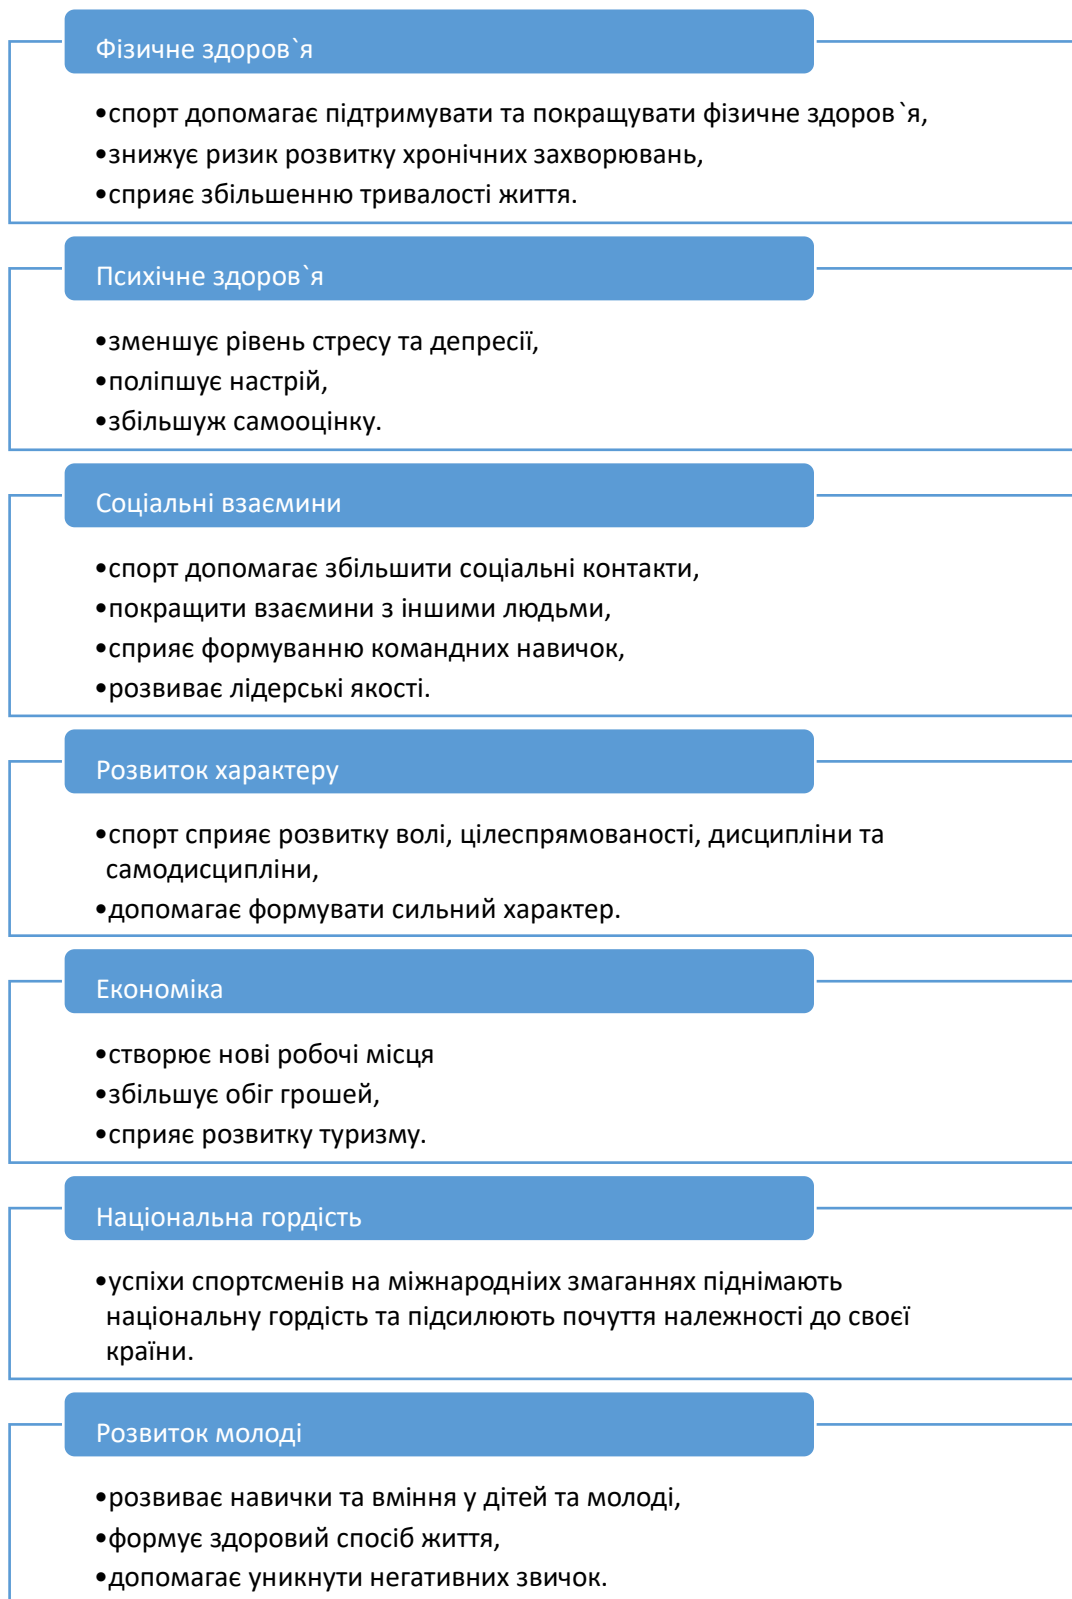 Фізичне здоров`я
•спорт допомагає підтримувати та покращувати фізичне здоров`я,
•знижує ризик розвитку хронічних захворювань,
•сприяє збільшенню тривалості життя.
Психічне здоров`я
•зменшує рівень стресу та депресії,
•поліпшує настрій,
•збільшуж самооцінку.
Соціальні взаємини
•спорт допомагає збільшити соціальні контакти,
•покращити взаємини з іншими людьми,
•сприяє формуванню командних навичок,
•розвиває лідерські якості.
Розвиток характеру
•спорт сприяє розвитку волі, цілеспрямованості, дисципліни та
самодисципліни,
•допомагає формувати сильний характер.
Економіка
•створює нові робочі місця
•збільшує обіг грошей,
•сприяє розвитку туризму.
Національна гордість
•успіхи спортсменів на міжнародніих змаганнях піднімають
національну гордість та підсилюють почуття належності до своєї
країни.
Розвиток молоді
•розвиває навички та вміння у дітей та молоді,
•формує здоровий спосіб життя,
•допомагає уникнути негативних звичок.